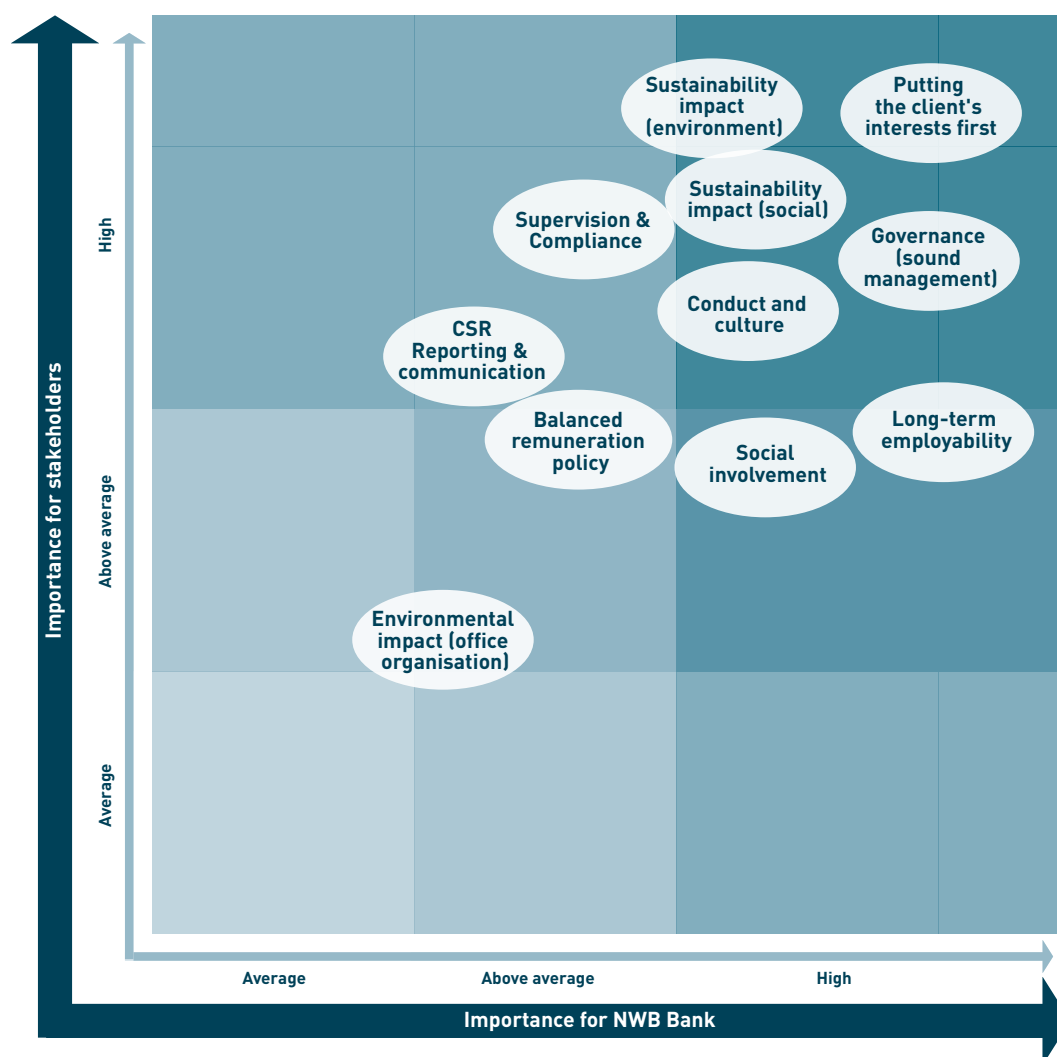 Importance for stakeholders
High
Above average
Average
Sustainability
impact
(environment)
Putting
the client's
interests first
Sustainability
impact (social)
Supervision &
Compliance
Governance
(sound
management)
Conduct and
culture
CSR
Reporting &
communication
Balanced
remuneration
policy
Long-term
employability
Social
involvement
Environmental
impact (office
organisation)
Average
Above average
High
Importance for NWB Bank